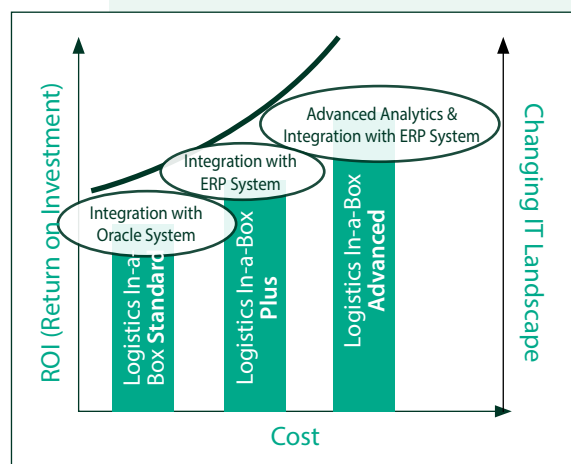 ROI (Return on Investment)
Integration with
Oracle System
Integration with
ERP System
Advanced Analytics &
Integration with ERP System
Logistics In-a-
Box Standard
Logistics In-a-Box
Plus
Logistics In-a-Box
Advanced
Changing IT Landscape
Cost